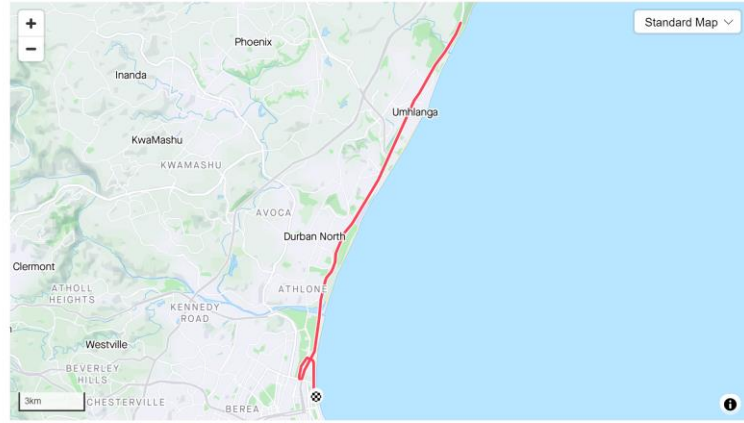 +
Standard Map
−
Phoenix
Inanda
Umhlanga
KwaMashu
KWAMASHU
AVOCA
Durban North
Clermont
ATHOLL
HEIGHTS
ATHLONE
KENNEDY
ROAD
Westville
BEVERLEY
HILLS
3km
CHESTERVILLE
BEREA